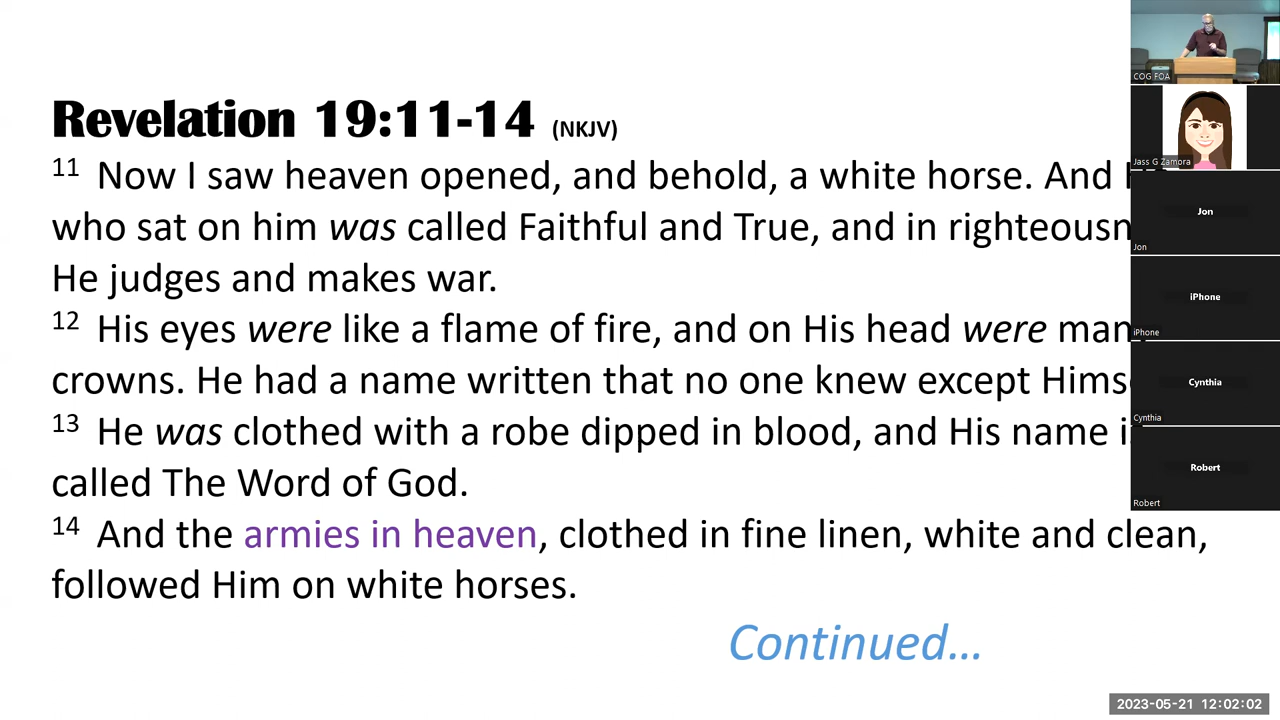 Revelation 19:11-14 (NKJV)
11 Now I saw heaven opened, and behold, a white horse. And
who sat on him was called Faithful and True, and in righteousn
He judges and makes war.
12 His eyes were like a flame of fire, and on His head were man
crowns. He had a name written that no one knew except Hims
13 He was clothed with a robe dipped in blood, and His name i
called The Word of God.
14 And the armies in heaven, clothed in fine linen, white and clean,
followed Him on white horses.
Continued...
COG FOA
Jass G Zamora
Jon
Jon
iPhone
iPhone
Cynthia
Cynthia
Robert
Robert
2023-05-21 12:02:02